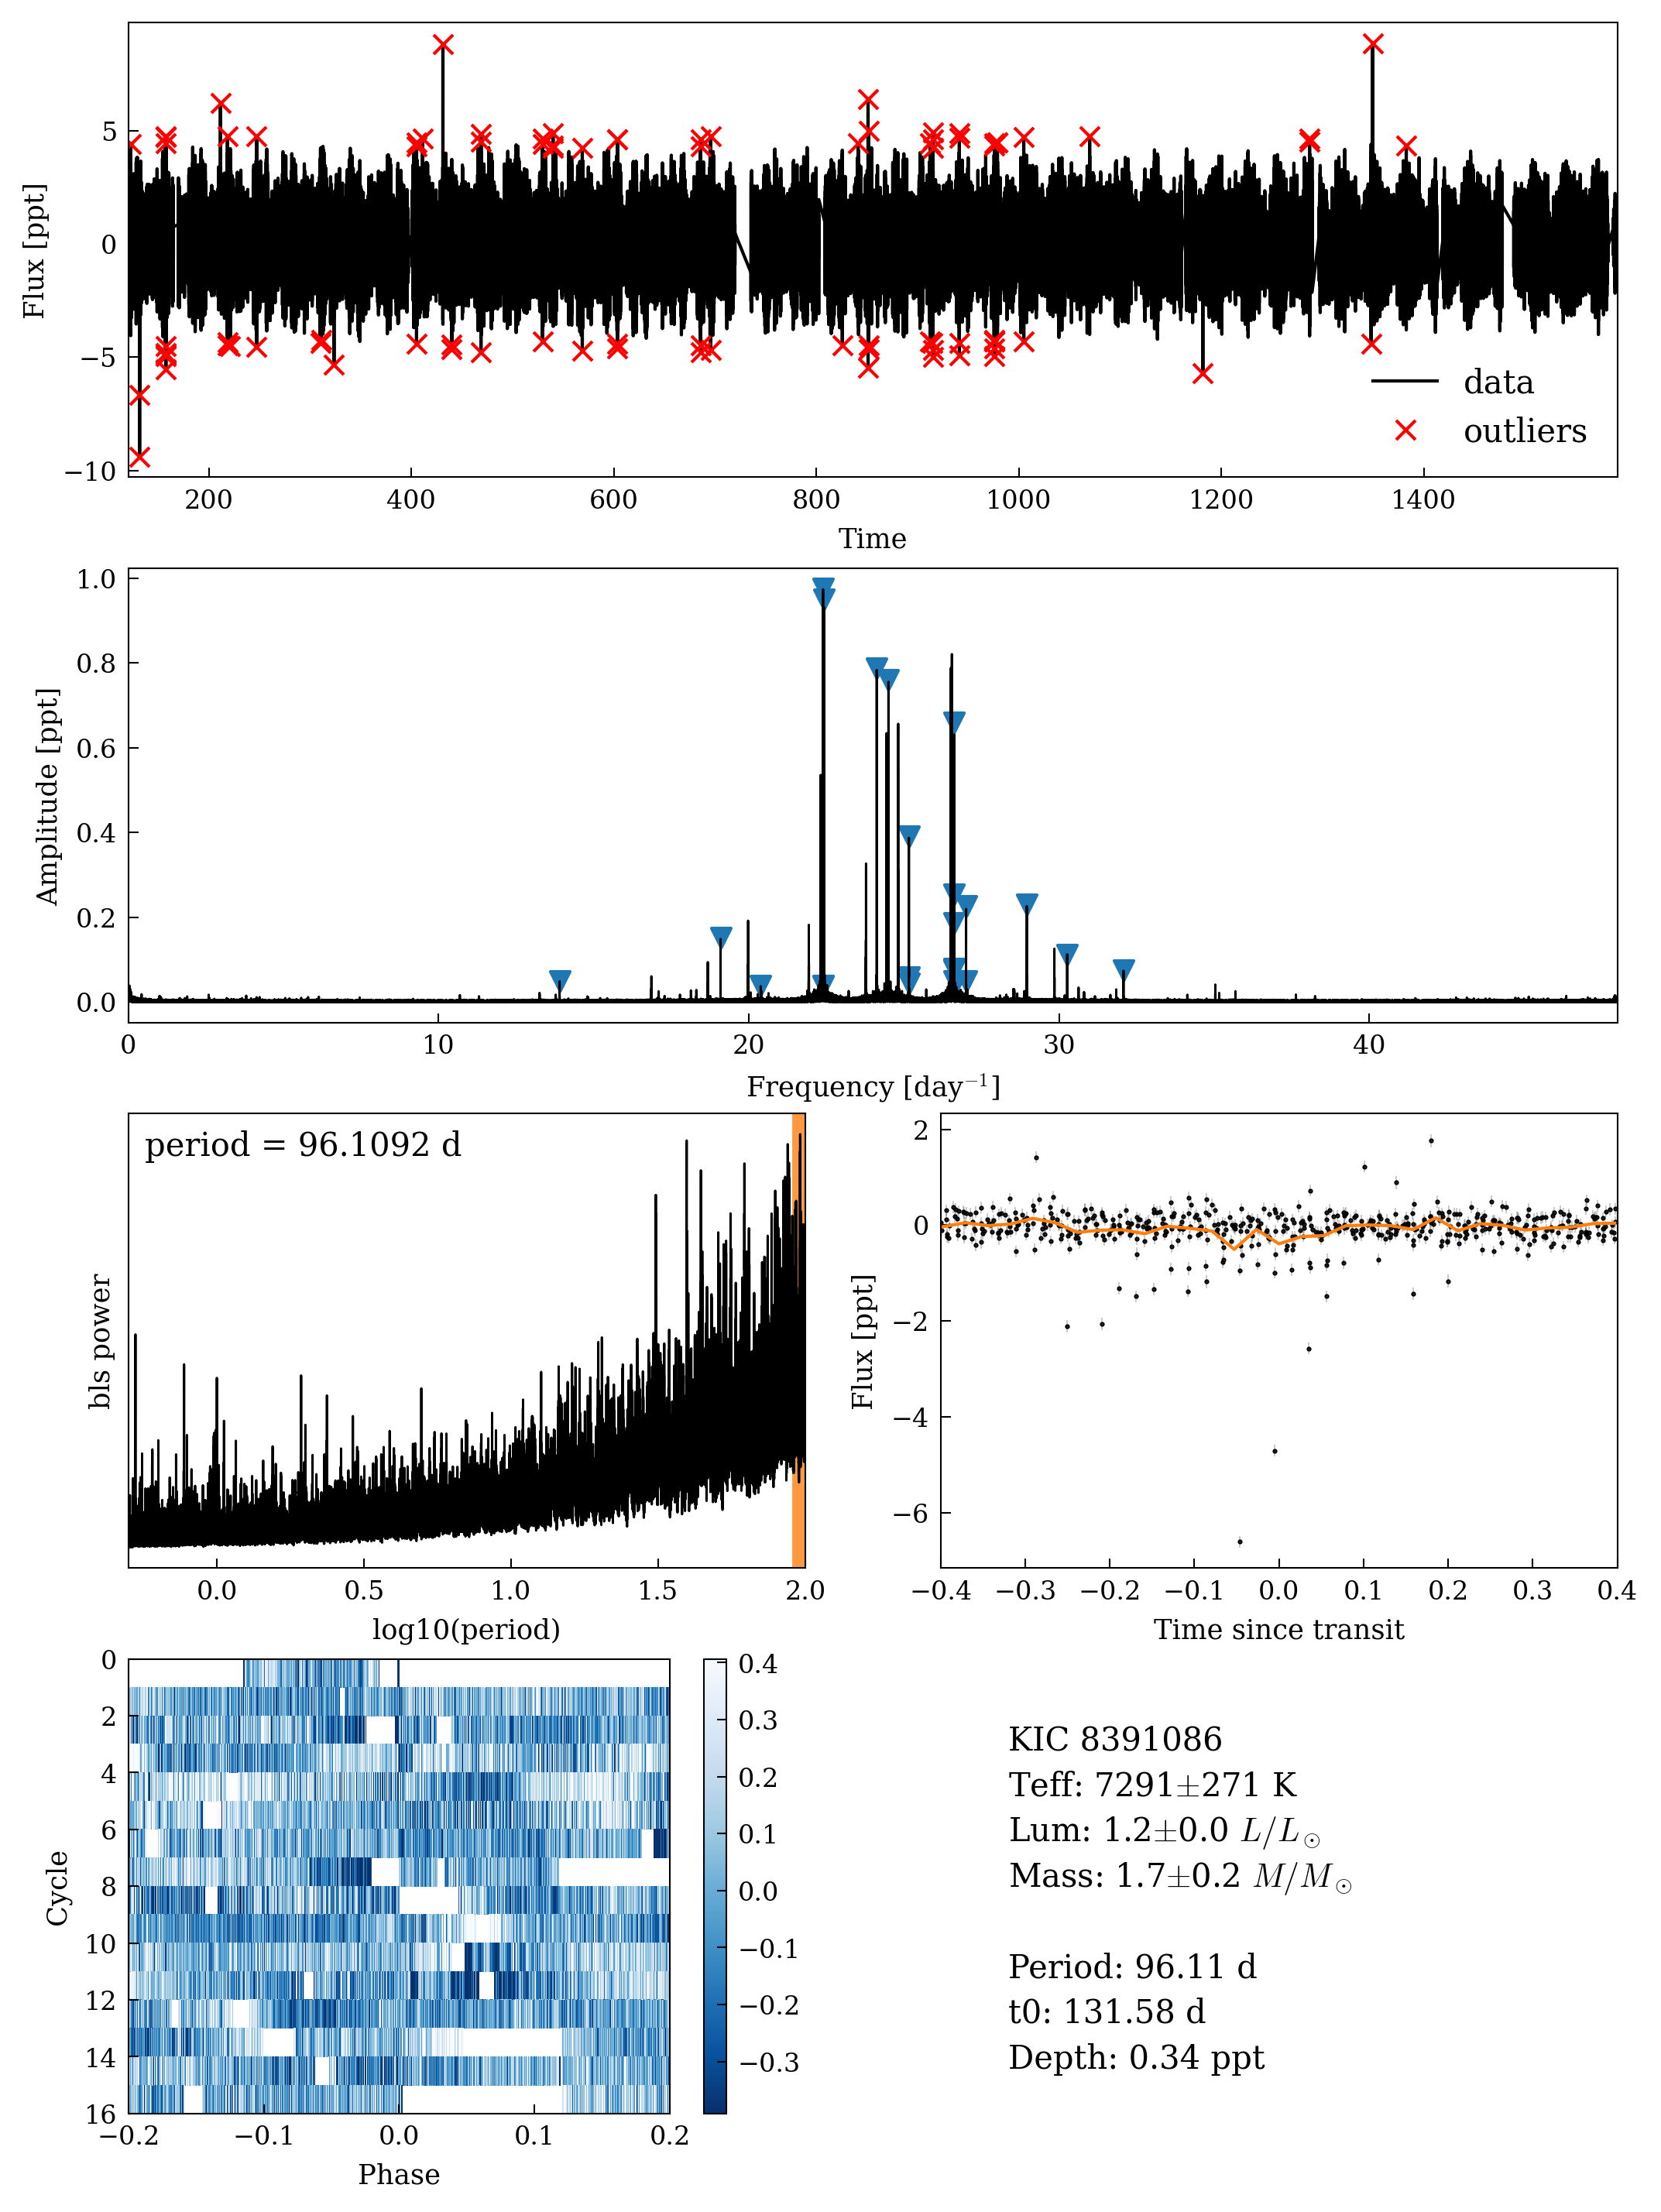 5
0
−5
−10
Flux [ppt]
data
outliers
200 400 600 800 1000 1200 1400
Time
1.0
0.8
0.6
0.4
0.2
0.0
Amplitude [ppt]
0 10 20 30 40
Frequency [day⁻¹]
period = 96.1092 d
bls power
0.0 0.5 1.0 1.5 2.0
log10(period)
2
0
−2
−4
−6
Flux [ppt]
−0.4 −0.3 −0.2 −0.1 0.0 0.1 0.2 0.3 0.4
Time since transit
0
2
4
6
8
10
12
14
16
Cycle
−0.2 −0.1 0.0 0.1 0.2
Phase
0.4
0.3
0.2
0.1
0.0
−0.1
−0.2
−0.3
KIC 8391086
Teff: 7291±271 K
Lum: 1.2±0.0 L/L⊙
Mass: 1.7±0.2 M/M⊙
Period: 96.11 d
t0: 131.58 d
Depth: 0.34 ppt